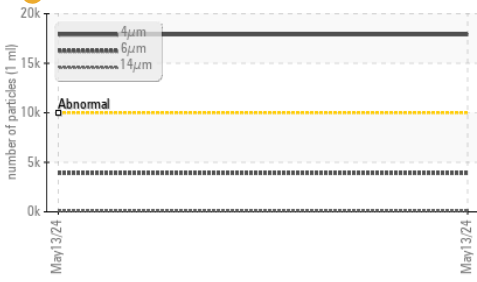 20k
4μm
6μm
14μm
15k
Abnormal
10k
5k
0k
number of particles (1 ml)
May13/24
May13/24